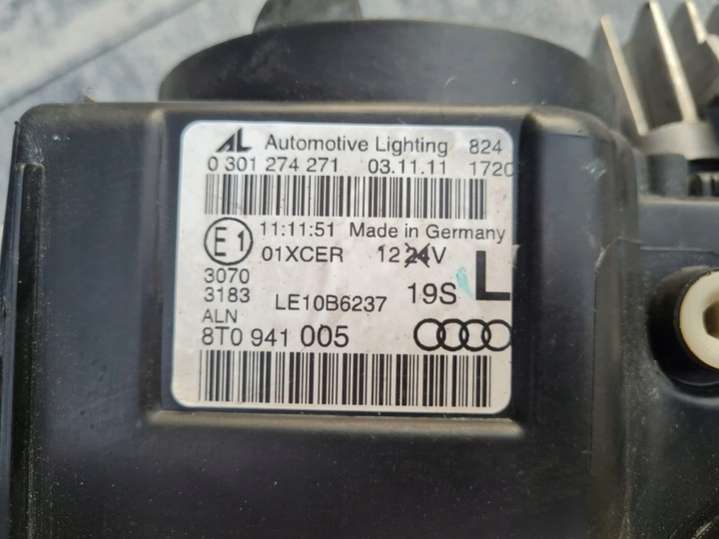 AL Automotive Lighting 824
0 301 274 271 03.11.11 1720
E1 11:11:51 Made in Germany
01XCER 12 24V
3070
3183 LE10B6237 19S L
ALN
8T0 941 005